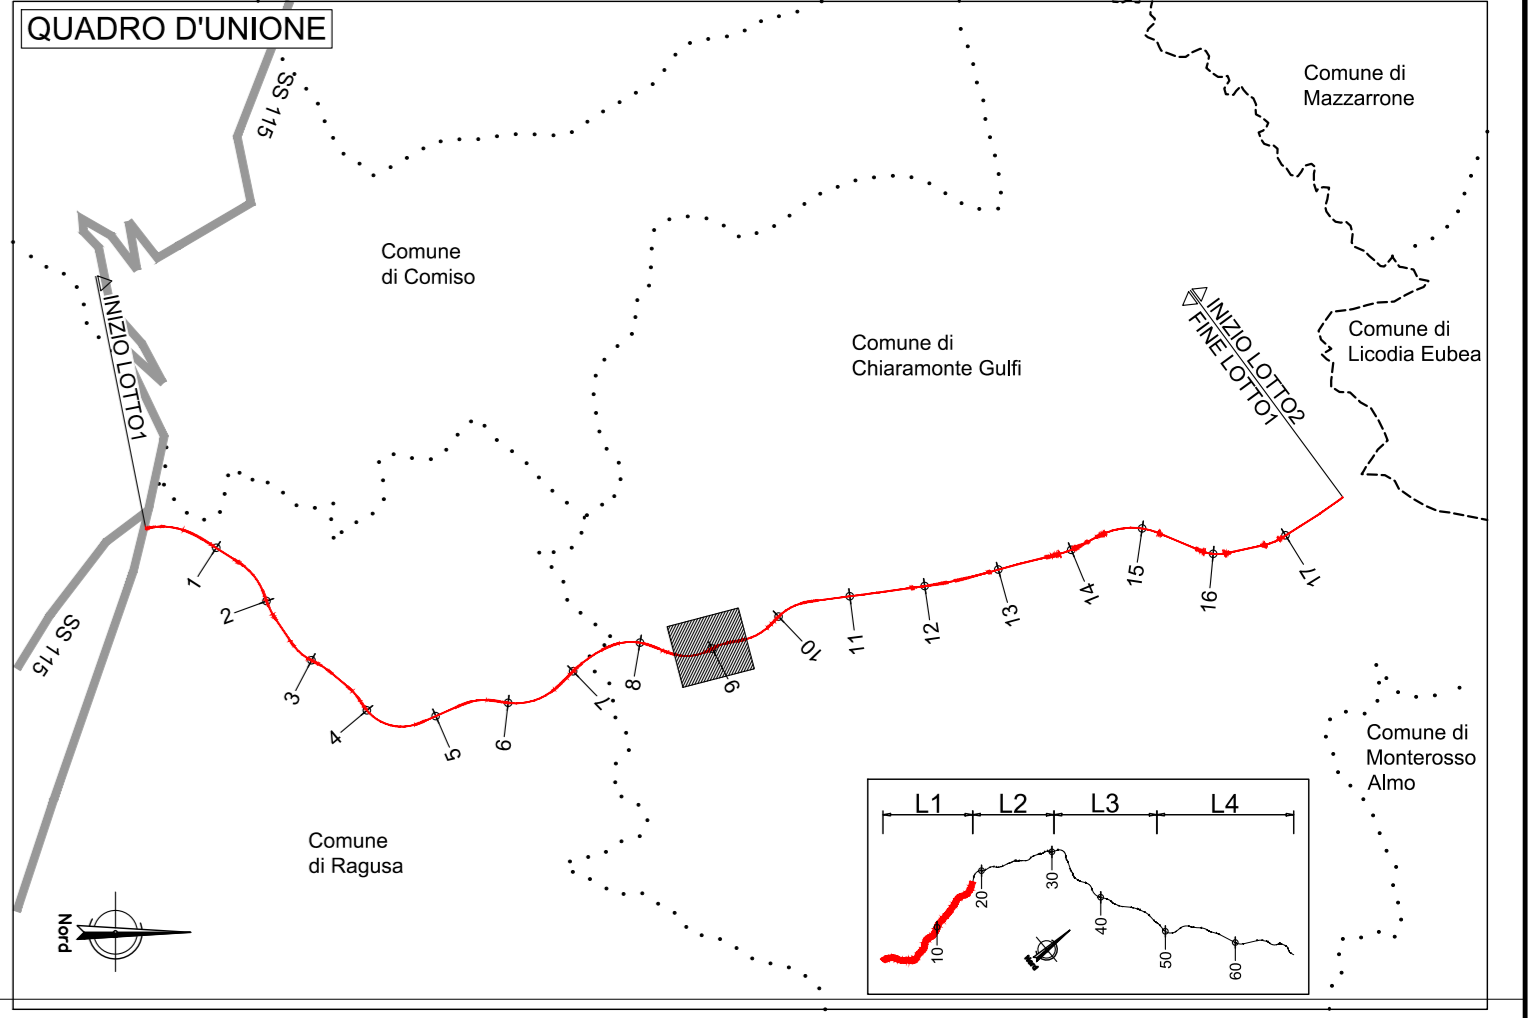 QUADRO D'UNIONE
SS 115
Comune di
Mazzarrone
Comune
di Comiso
INIZIO LOTTO1
Comune di
Chiaramonte Gulfi
INIZIO LOTTO2
FINE LOTTO1
Comune di
Licodia Eubea
1
2
3
4
5
6
7
8
9
10
11
12
13
14
15
16
17
SS 115
Comune di
Monterosso
Almo
Comune
di Ragusa
Nord
L1 L2 L3 L4
10
20
30
40
50
60
Nord